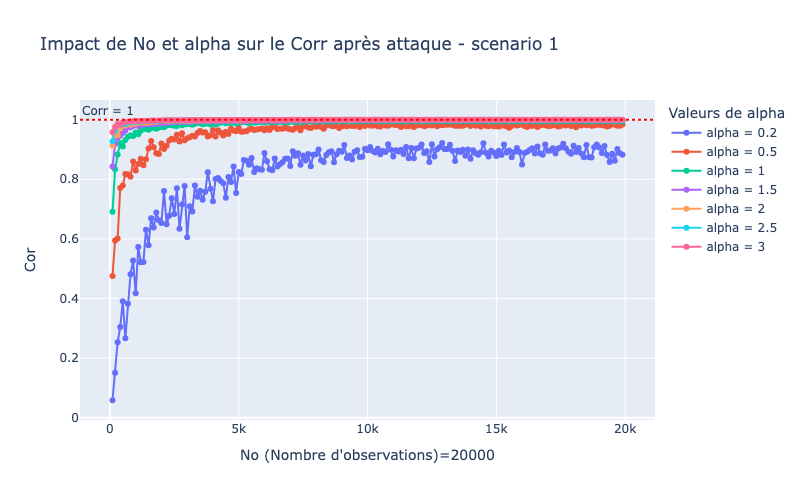 Impact de No et alpha sur le Corr après attaque - scenario 1
Corr = 1
Valeurs de alpha
alpha = 0.2
alpha = 0.5
alpha = 1
alpha = 1.5
alpha = 2
alpha = 2.5
alpha = 3
Cor
1
0.8
0.6
0.4
0.2
0
0
5k
10k
15k
20k
No (Nombre d'observations)=20000